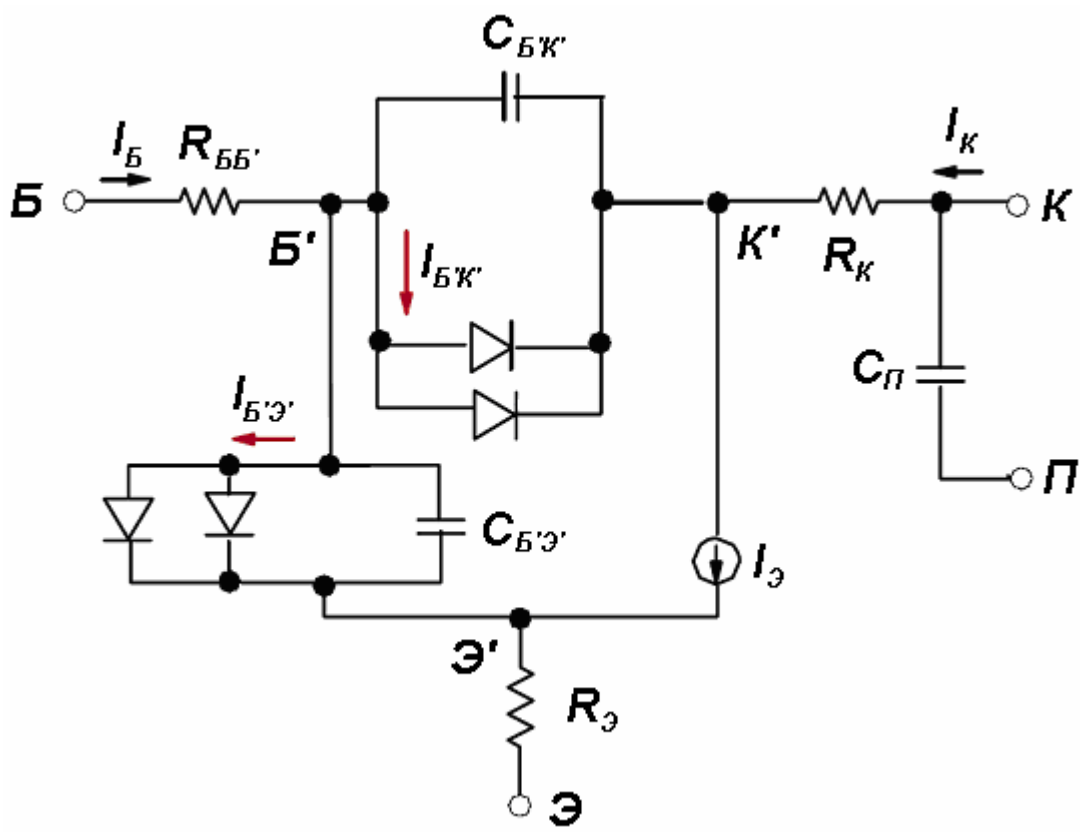 C Б'К'
I Б
R ББ'
I К
Б
Б'
I Б'К'
К'
R К
К
C П
I Б'Э'
П
C Б'Э'
I Э
Э'
R Э
Э